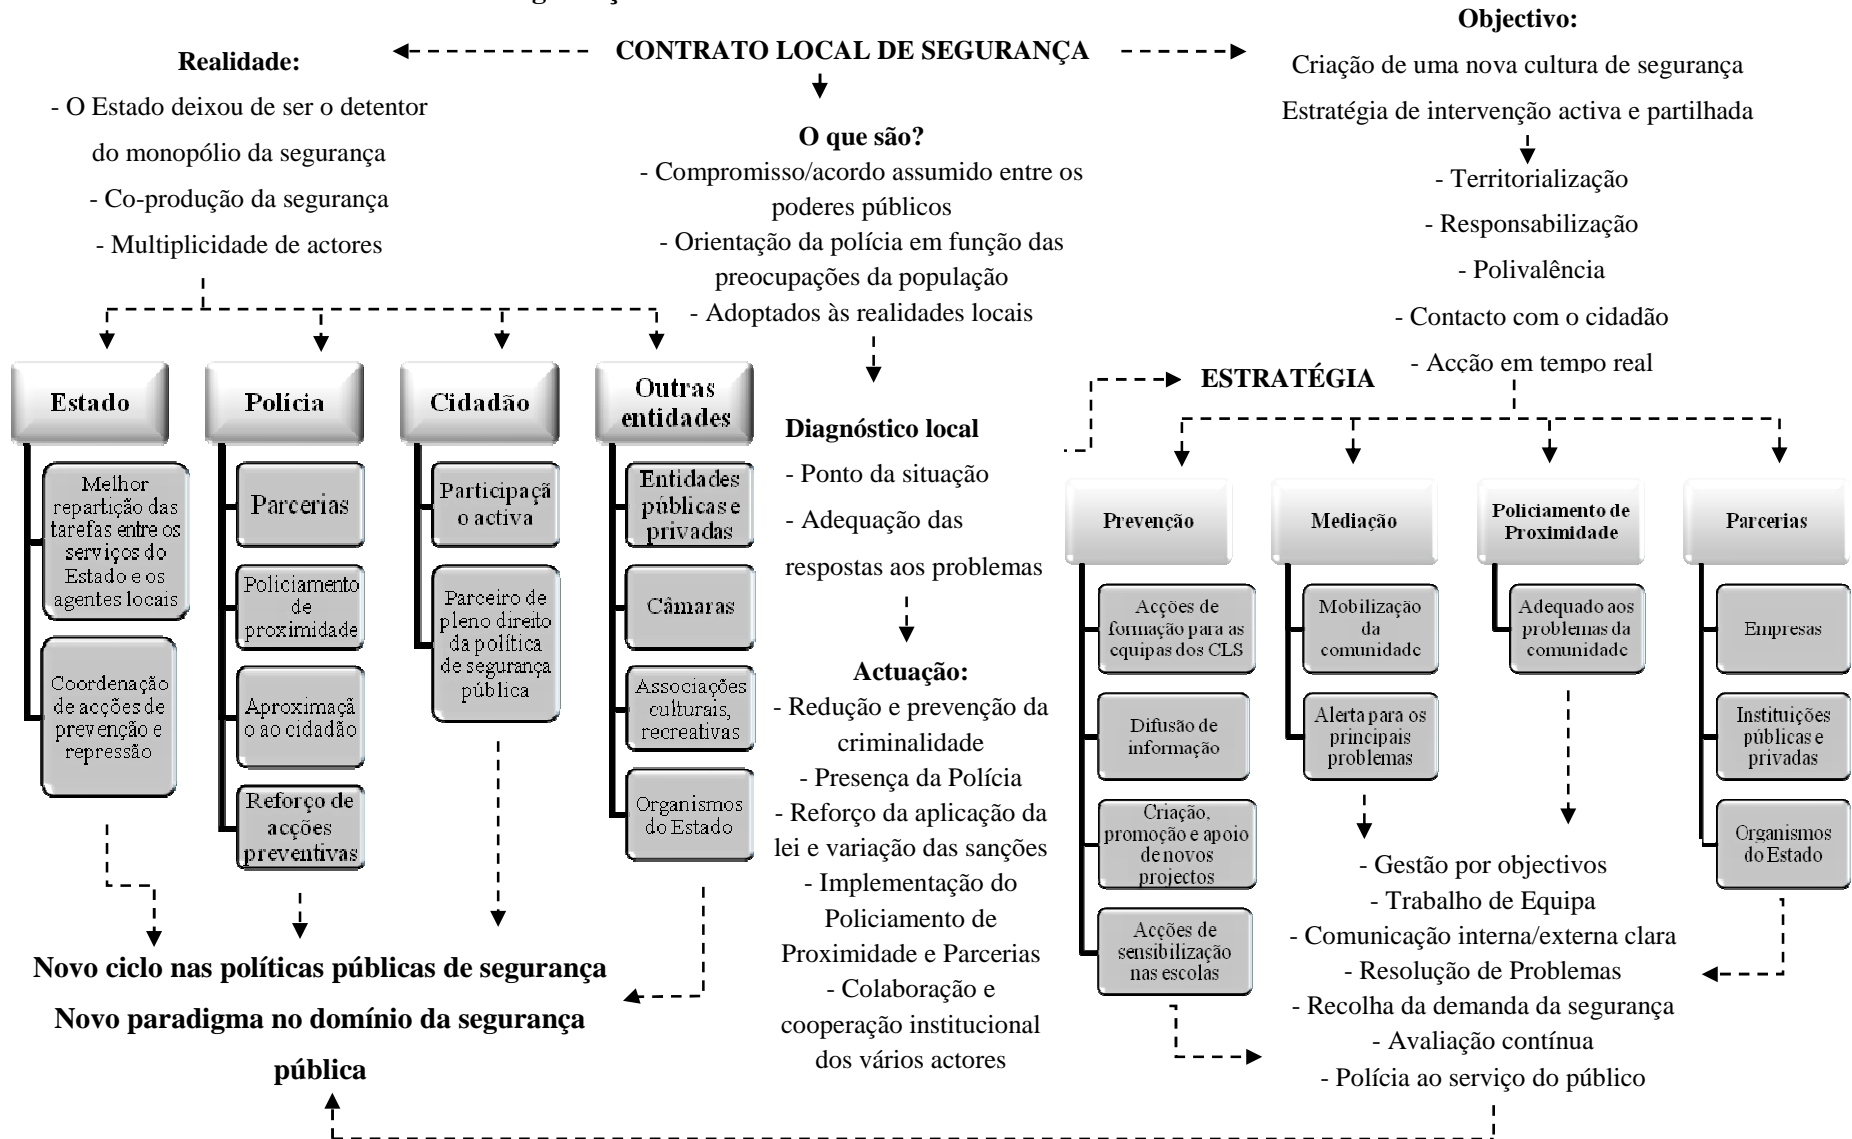 CONTRATO LOCAL DE SEGURANÇA
Realidade:
- O Estado deixou de ser o detentor
do monopólio da segurança
- Co-produção da segurança
- Multiplicidade de actores
Estado
Melhor
repartição das
tarefas entre os
serviços do
Estado e os
agentes locais
Coordenação
de acções de
prevenção e
repressão
Polícia
Parcerias
Policiamento
de
proximidade
Aproximaçã
o ao cidadão
Reforço de
acções
preventivas
Cidadão
Participaçã
o activa
Parceiro de
pleno direito
da política
de segurança
pública
Outras
entidades
Entidades
públicas e
privadas
Câmaras
Associações
culturais,
recreativas
Organismos
do Estado
Novo ciclo nas políticas públicas de segurança
Novo paradigma no domínio da segurança
pública
O que são?
- Compromisso/acordo assumido entre os
poderes públicos
- Orientação da polícia em função das
preocupações da população
- Adoptados às realidades locais
Diagnóstico local
- Ponto da situação
- Adequação das
respostas aos problemas
Actuação:
- Redução e prevenção da
criminalidade
- Presença da Polícia
- Reforço da aplicação da
lei e variação das sanções
- Implementação do
Policiamento de
Proximidade e Parcerias
- Colaboração e
cooperação institucional
dos vários actores
Objectivo:
Criação de uma nova cultura de segurança
Estratégia de intervenção activa e partilhada
- Territorialização
- Responsabilização
- Polivalência
- Contacto com o cidadão
- Acção em tempo real
ESTRATÉGIA
Prevenção
Acções de
formação para as
equipas dos CLS
Difusão de
informação
Criação,
promoção e apoio
de novos
projectos
Acções de
sensibilização
nas escolas
Mediação
Mobilização
da
comunidade
Alerta para os
principais
problemas
Policiamento de
Proximidade
Adequado aos
problemas da
comunidade
Parcerias
Empresas
Instituições
públicas e
privadas
Organismos
do Estado
- Gestão por objectivos
- Trabalho de Equipa
- Comunicação interna/externa clara
- Resolução de Problemas
- Recolha da demanda da segurança
- Avaliação contínua
- Polícia ao serviço do público